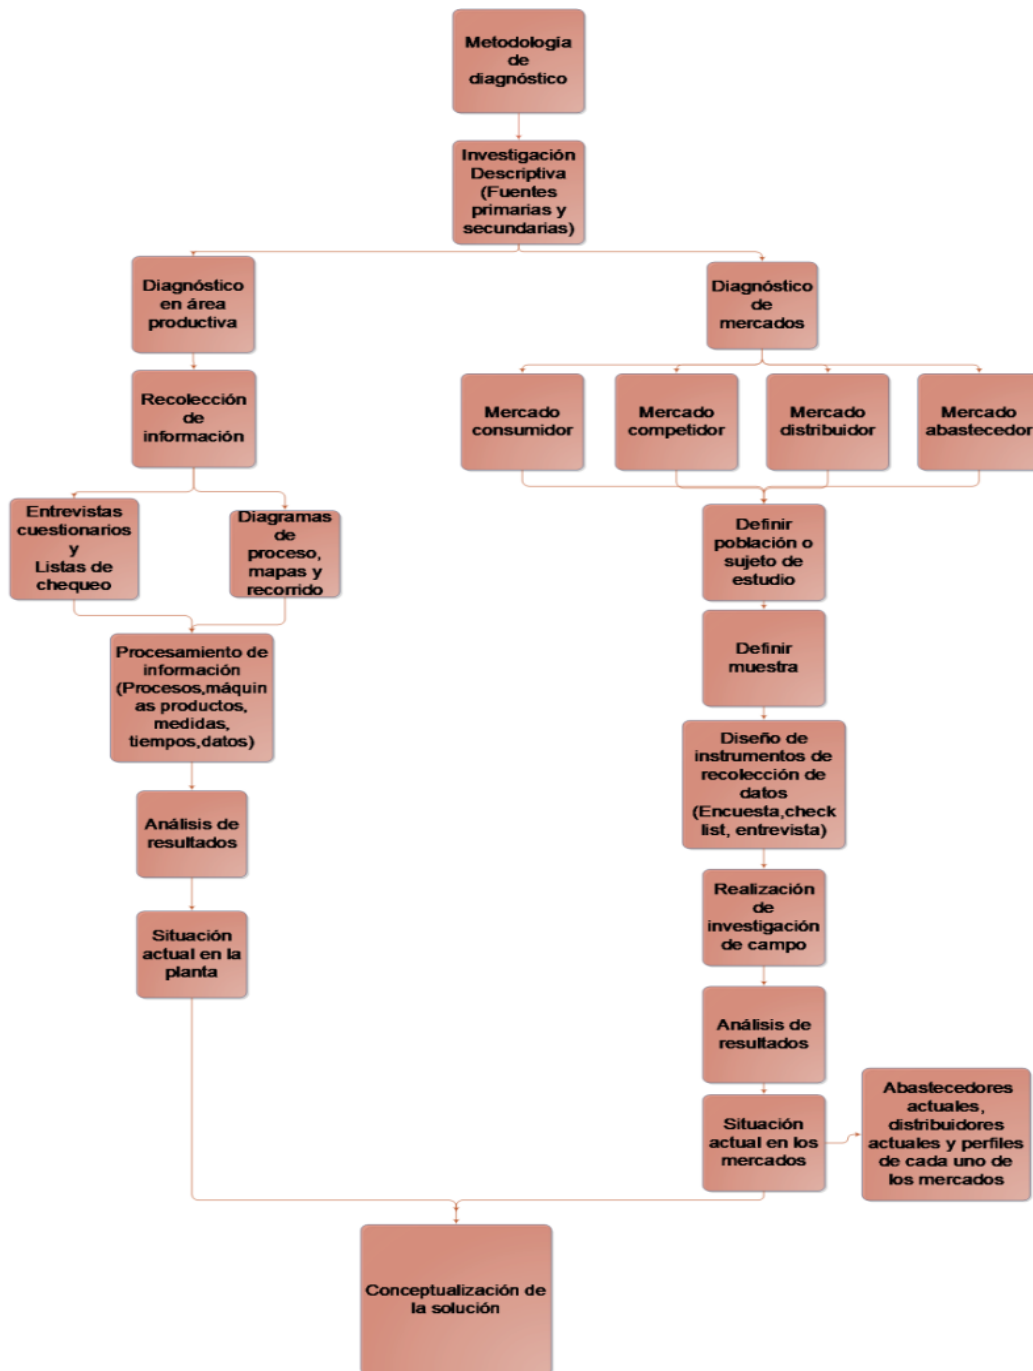 Metodología
de
diagnóstico
Investigación
Descriptiva
(Fuentes
primarias y
secundarias)
Diagnóstico
en área
productiva
Diagnóstico
de
mercados
Recolección
de
información
Mercado
consumidor
Mercado
competidor
Mercado
distribuidor
Mercado
abastecedor
Entrevistas
cuestionarios
y
Listas de
chequeo
Diagramas
de
proceso,
mapas y
recorrido
Definir
población o
sujeto de
estudio
Procesamiento de
información
(Procesos,máquin
as productos,
medidas,
tiempos,datos)
Definir
muestra
Diseño de
instrumentos de
recolección de
datos
(Encuesta,check
list, entrevista)
Análisis de
resultados
Realización
de
investigación
de campo
Situación
actual en la
planta
Análisis de
resultados
Situación
actual en los
mercados
Abastecedores
actuales,
distribuidores
actuales y perfiles
de cada uno de
los mercados
Conceptualización de
la solución